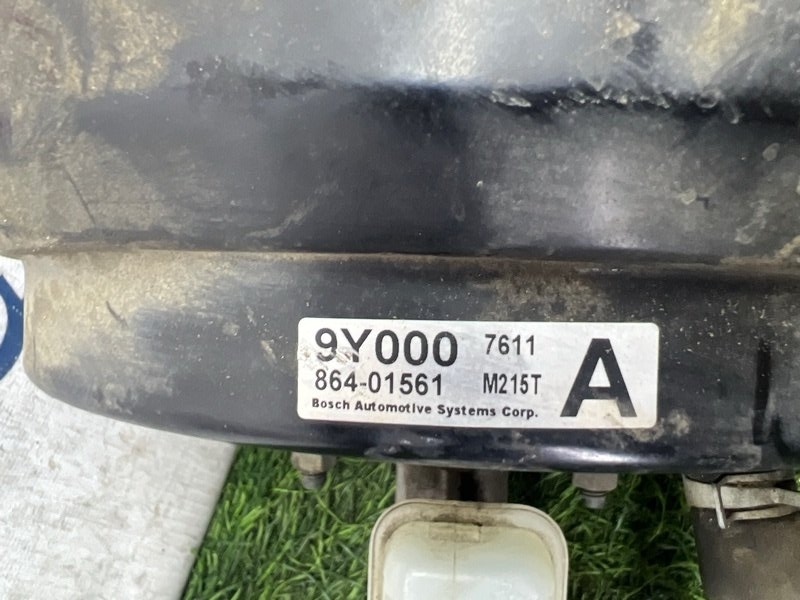 9Y000 7611
864-01561 M215T
A
Bosch Automotive Systems Corp.